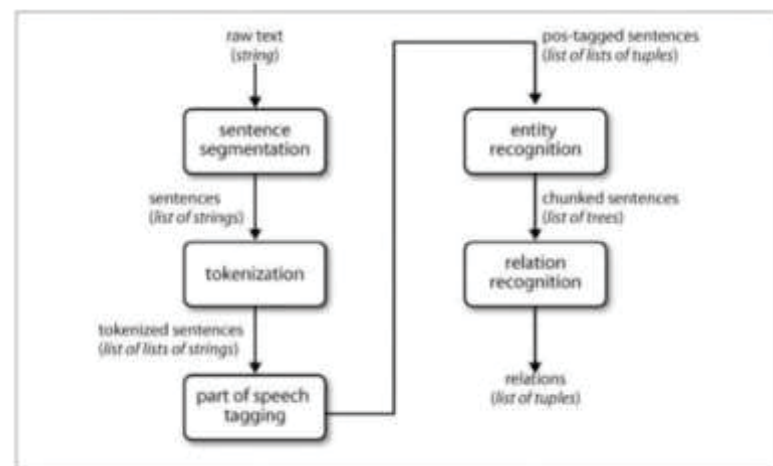 raw text
(string)
sentence
segmentation
sentences
(list of strings)
tokenization
tokenized sentences
(list of lists of strings)
part of speech
tagging
pos-tagged sentences
(list of lists of tuples)
entity
recognition
chunked sentences
(list of trees)
relation
recognition
relations
(list of tuples)